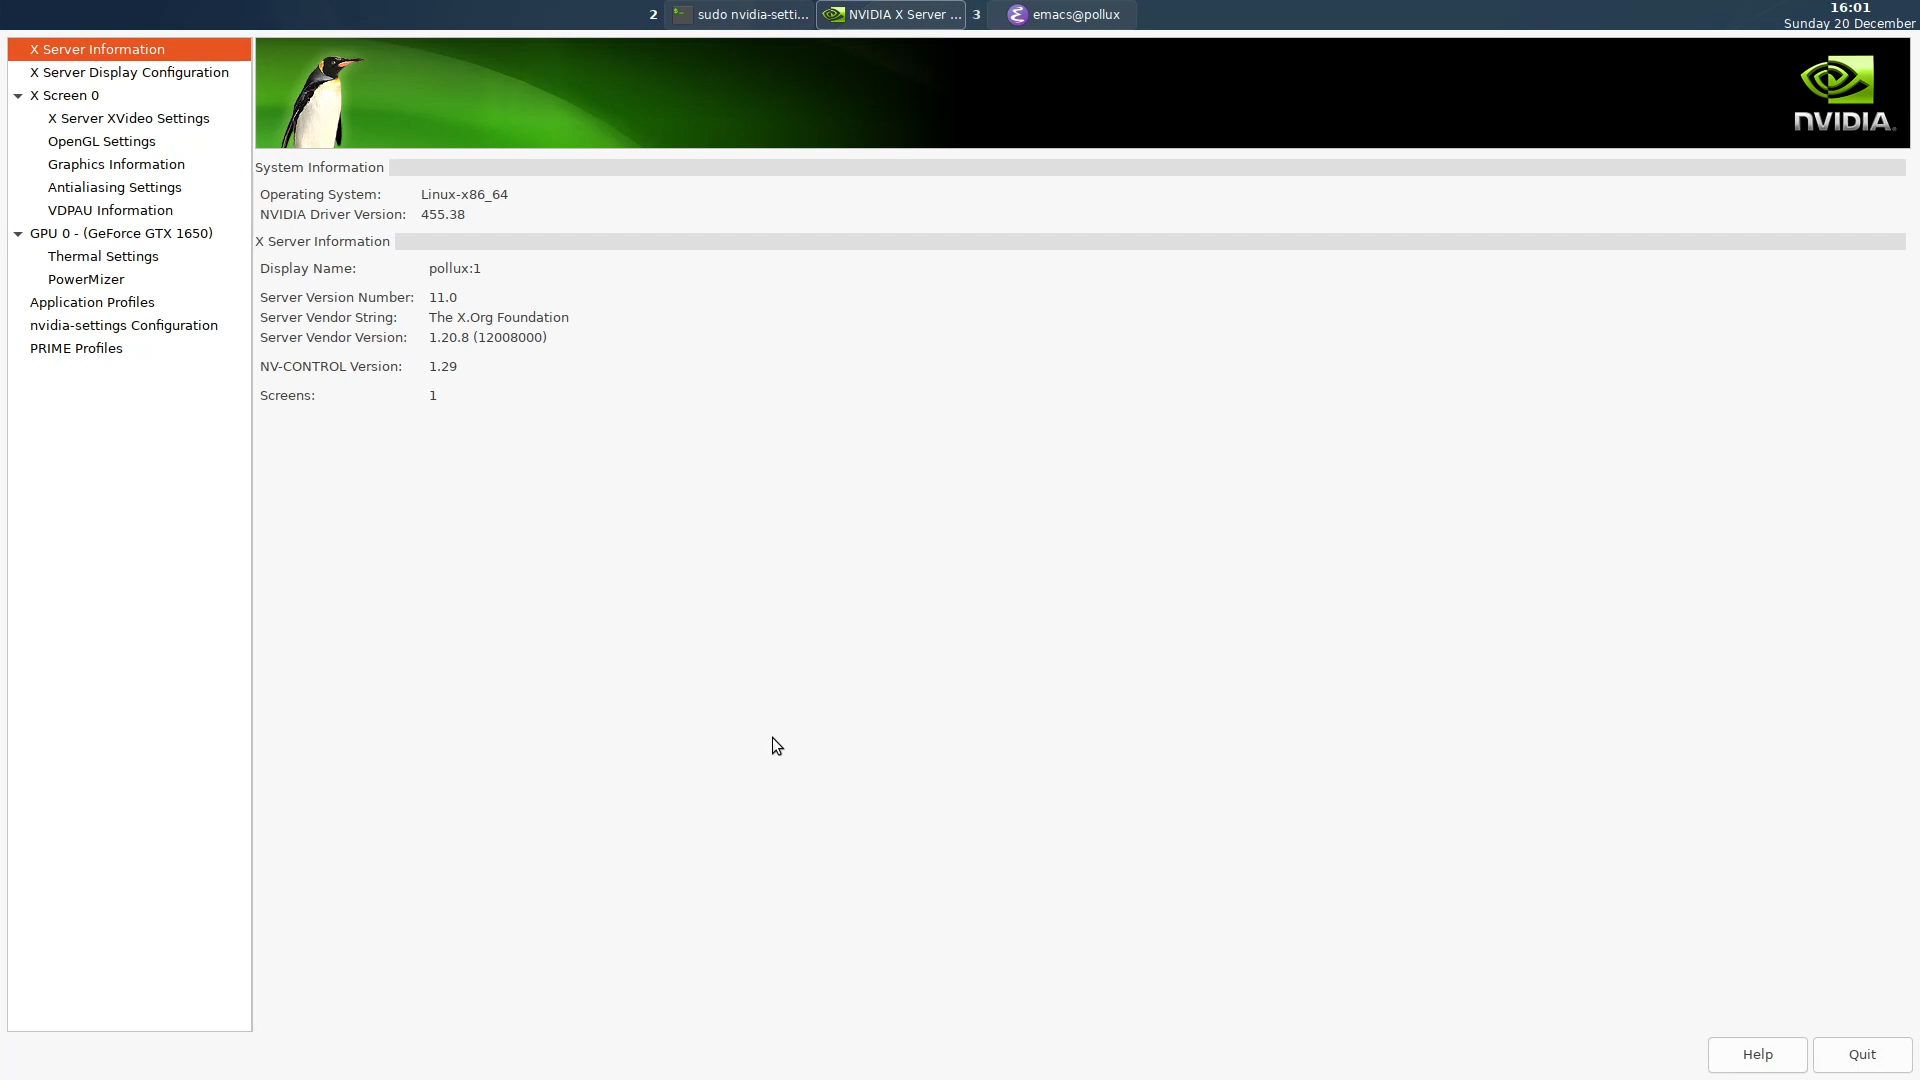 2 sudo nvidia-setti... NVIDIA X Server ... 3 emacs@pollux
16:01
Sunday 20 December
X Server Information
X Server Display Configuration
X Screen 0
X Server XVideo Settings
OpenGL Settings
Graphics Information
Antialiasing Settings
VDPAU Information
GPU 0 - (GeForce GTX 1650)
Thermal Settings
PowerMizer
Application Profiles
nvidia-settings Configuration
PRIME Profiles
NVIDIA.
System Information
Operating System: Linux-x86_64
NVIDIA Driver Version: 455.38
X Server Information
Display Name: pollux:1
Server Version Number: 11.0
Server Vendor String: The X.Org Foundation
Server Vendor Version: 1.20.8 (12008000)
NV-CONTROL Version: 1.29
Screens: 1
Help Quit